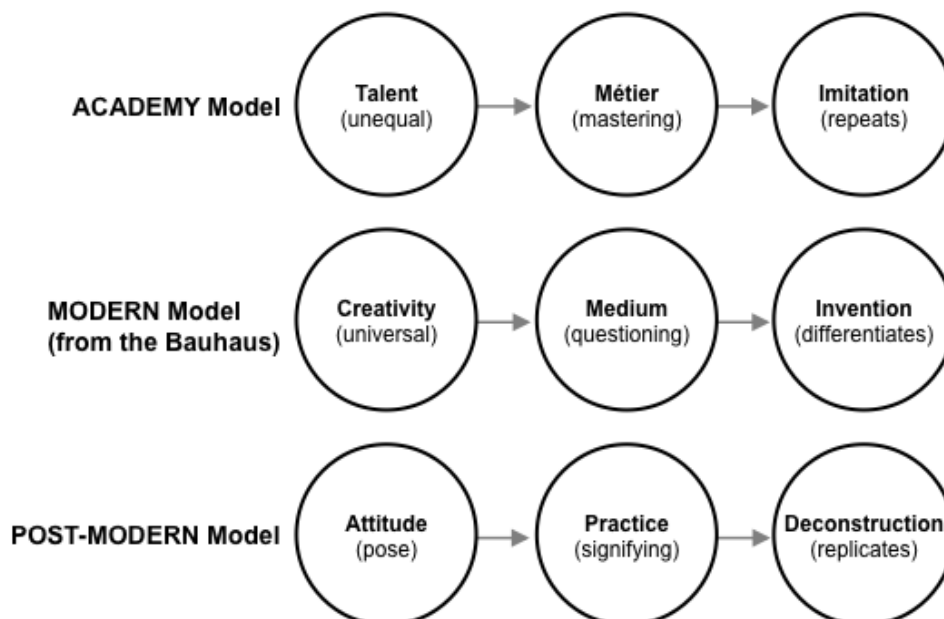 ACADEMY Model
Talent
(unequal)
Métier
(mastering)
Imitation
(repeats)
MODERN Model
(from the Bauhaus)
Creativity
(universal)
Medium
(questioning)
Invention
(differentiates)
POST-MODERN Model
Attitude
(pose)
Practice
(signifying)
Deconstruction
(replicates)